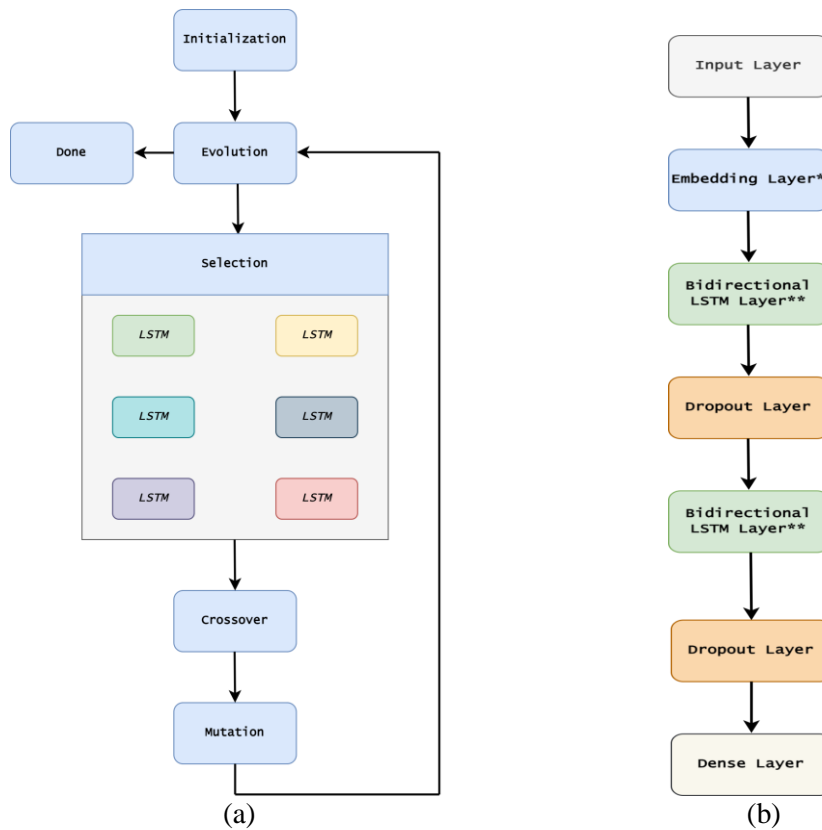 Initialization
Done
Evolution
Selection
LSTM
LSTM
LSTM
LSTM
LSTM
LSTM
Crossover
Mutation
(a)
Input Layer
Embedding Layer*
Bidirectional
LSTM Layer**
Dropout Layer
Bidirectional
LSTM Layer**
Dropout Layer
Dense Layer
(b)